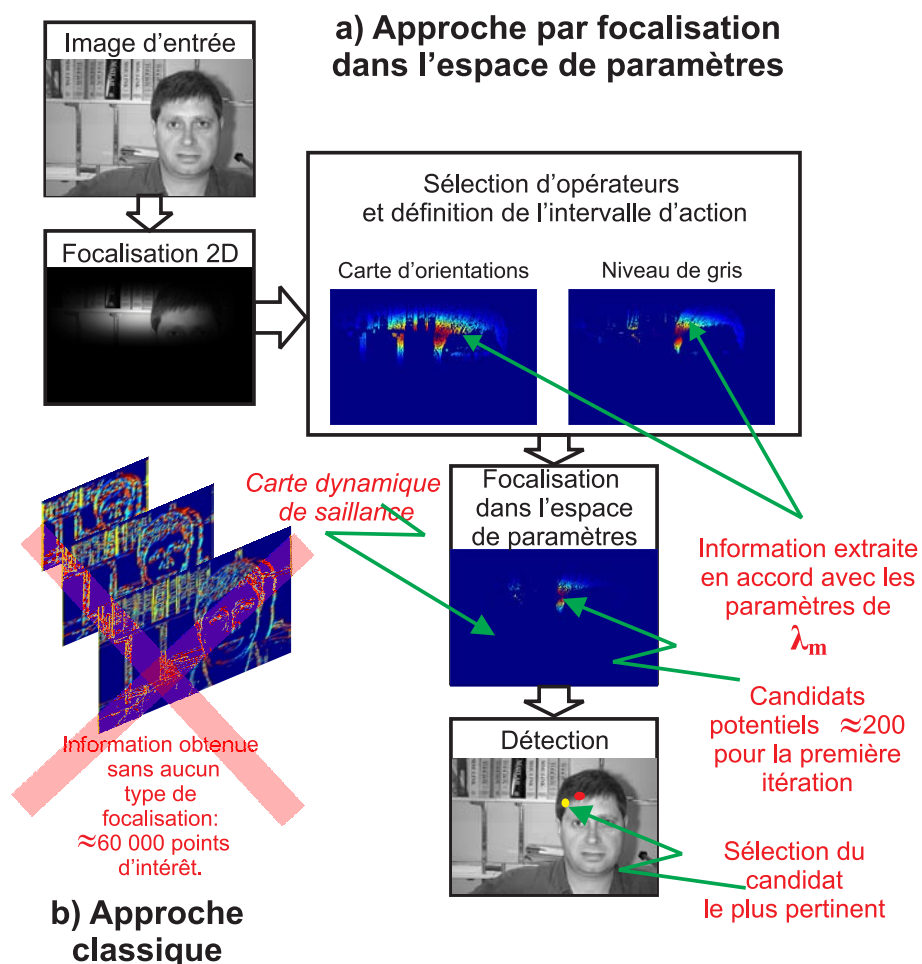 a) Approche par focalisation
dans l'espace de paramètres
Image d'entrée
Focalisation 2D
Sélection d'opérateurs
et définition de l'intervalle d'action
Carte d'orientations
Niveau de gris
Carte dynamique
de saillance
Focalisation
dans l'espace
de paramètres
Information extraite
en accord avec les
paramètres de
λm
Candidats
potentiels ≈200
pour la première
itération
Détection
Sélection du
candidat
le plus pertinent
Information obtenue
sans aucun
type de
focalisation:
≈60 000 points
d'intérêt.
b) Approche
classique